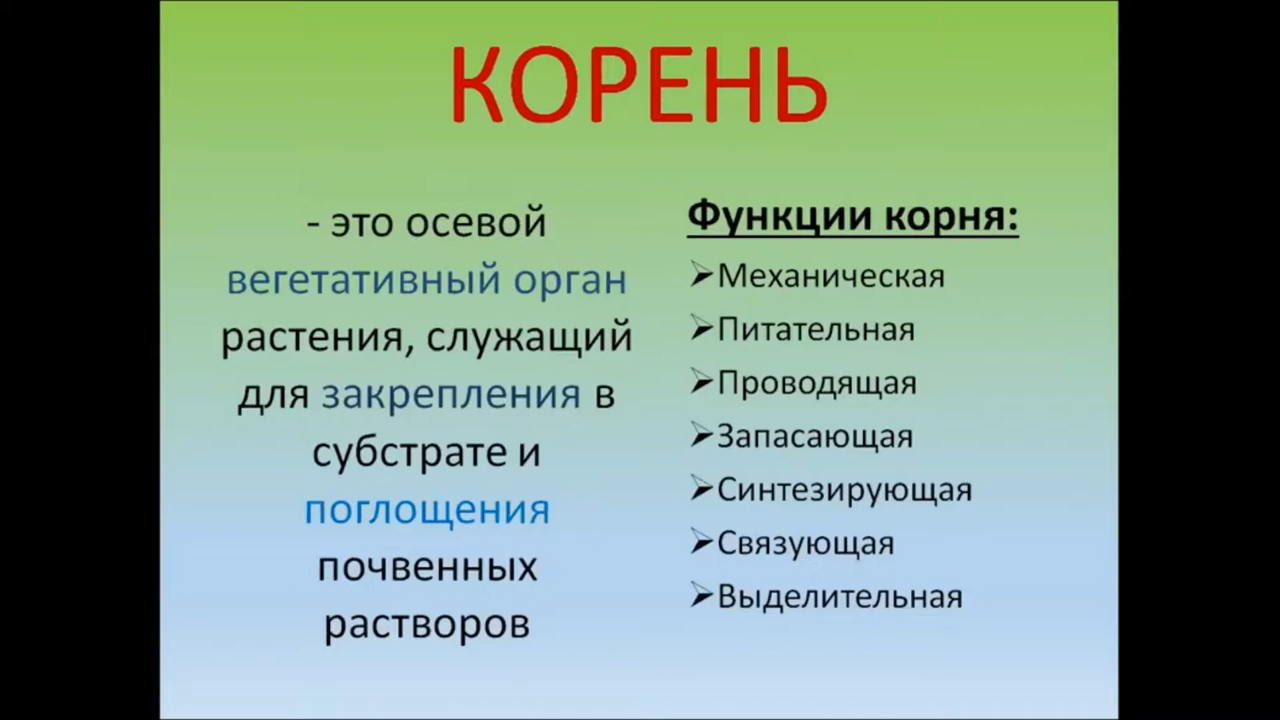 КОРЕНЬ
- это осевой
вегетативный орган
растения, служащий
для закрепления в
субстрате и
поглощения
почвенных
растворов
Функции корня:
Механическая
Питательная
Проводящая
Запасающая
Синтезирующая
Связующая
Выделительная